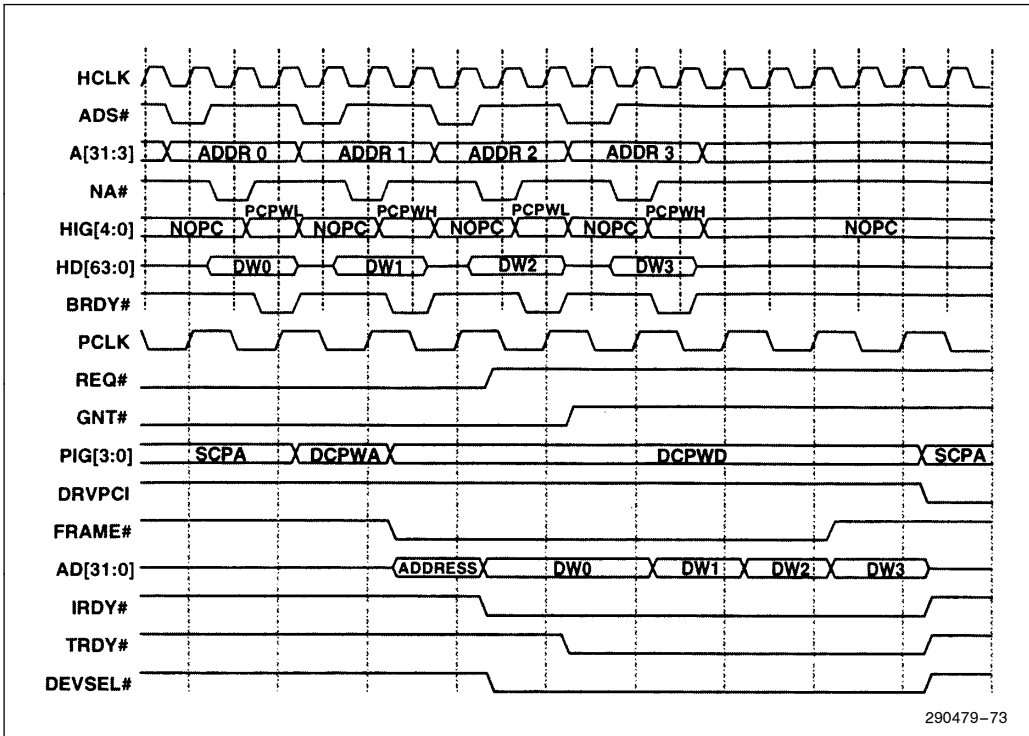 HCLK
ADS#
A[31:3] ADDR 0 ADDR 1 ADDR 2 ADDR 3
NA#
PCPWL PCPWH PCPWL PCPWH
HIG[4:0] NOPC NOPC NOPC NOPC NOPC
HD[63:0] DW0 DW1 DW2 DW3
BRDY#
PCLK
REQ#
GNT#
PIG[3:0] SCPA DCPWA DCPWD SCPA
DRVPCI
FRAME#
AD[31:0] ADDRESS DW0 DW1 DW2 DW3
IRDY#
TRDY#
DEVSEL#
290479-73